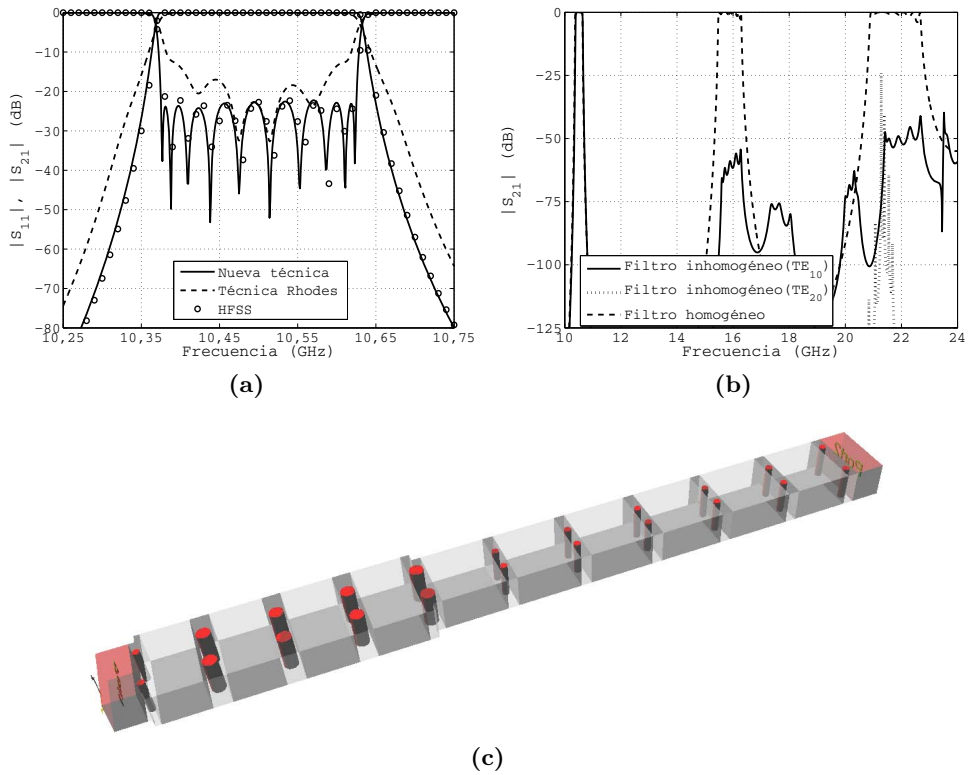 0
−10
−20
−30
−40
−50
−60
−70
−80
|S₁₁|, |S₂₁| (dB)
Nueva técnica
Técnica Rhodes
HFSS
10,25 10,35 10,45 10,55 10,65 10,75
Frecuencia (GHz)
(a)
0
−25
−50
−75
−100
−125
|S₂₁| (dB)
Filtro inhomogéneo(TE₁₀)
Filtro inhomogéneo(TE₂₀)
Filtro homogéneo
10 12 14 16 18 20 22 24
Frecuencia (GHz)
(b)
(c)